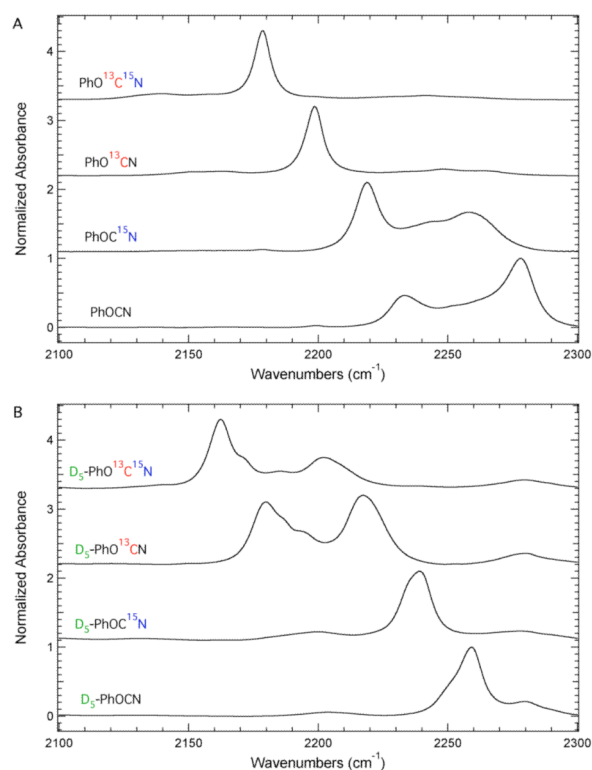 A
4
3
2
1
0
Normalized Absorbance
PhO¹³C¹⁵N
PhO¹³CN
PhOC¹⁵N
PhOCN
2100 2150 2200 2250 2300
Wavenumbers (cm⁻¹)
B
4
3
2
1
0
Normalized Absorbance
D₅-PhO¹³C¹⁵N
D₅-PhO¹³CN
D₅-PhOC¹⁵N
D₅-PhOCN
2100 2150 2200 2250 2300
Wavenumbers (cm⁻¹)